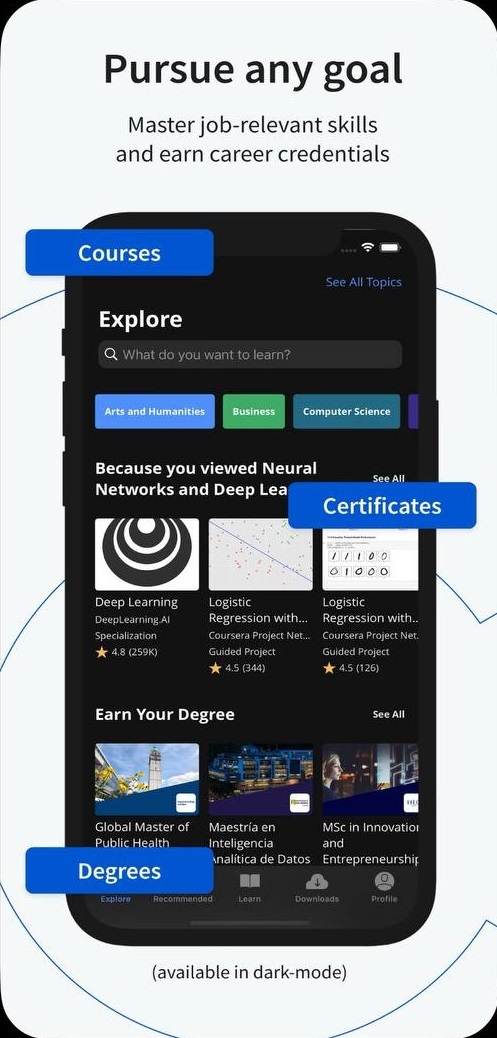 Pursue any goal
Master job-relevant skills
and earn career credentials
Courses
See All Topics
Explore
What do you want to learn?
Arts and Humanities
Business
Computer Science
Because you viewed Neural
Networks and Deep Lea
See All
Certificates
Deep Learning
DeepLearning.AI
Specialization
4.8 (259K)
Logistic
Regression with...
Coursera Project Net...
Guided Project
4.5 (344)
Logistic
Regression with...
Coursera Project Net.
Guided Project
4.5 (126)
Earn Your Degree
See All
Global Master of
Public Health
Maestría en
Inteligencia
Analítica de Datos
MSc in Innovation
and
Entrepreneurship
Degrees
Explore
Recommended
Learn
Downloads
Profile
(available in dark-mode)